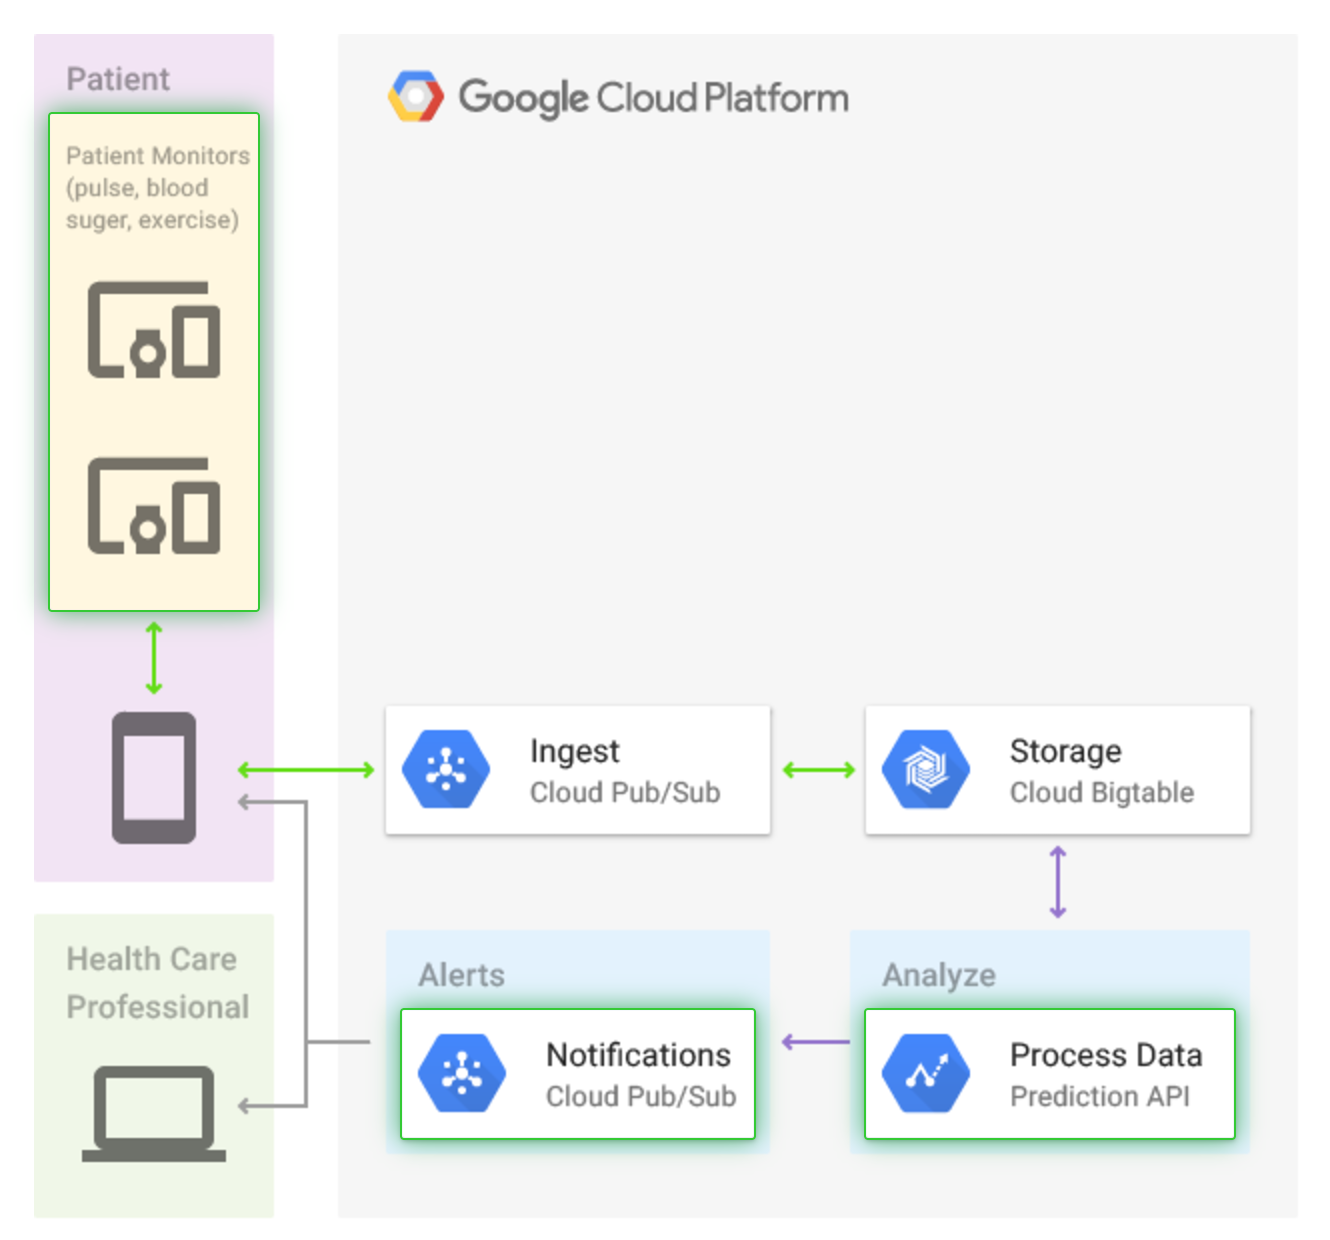 Patient
Patient Monitors
(pulse, blood
suger, exercise)
Google Cloud Platform
Ingest
Cloud Pub/Sub
Storage
Cloud Bigtable
Health Care
Professional
Alerts
Notifications
Cloud Pub/Sub
Analyze
Process Data
Prediction API